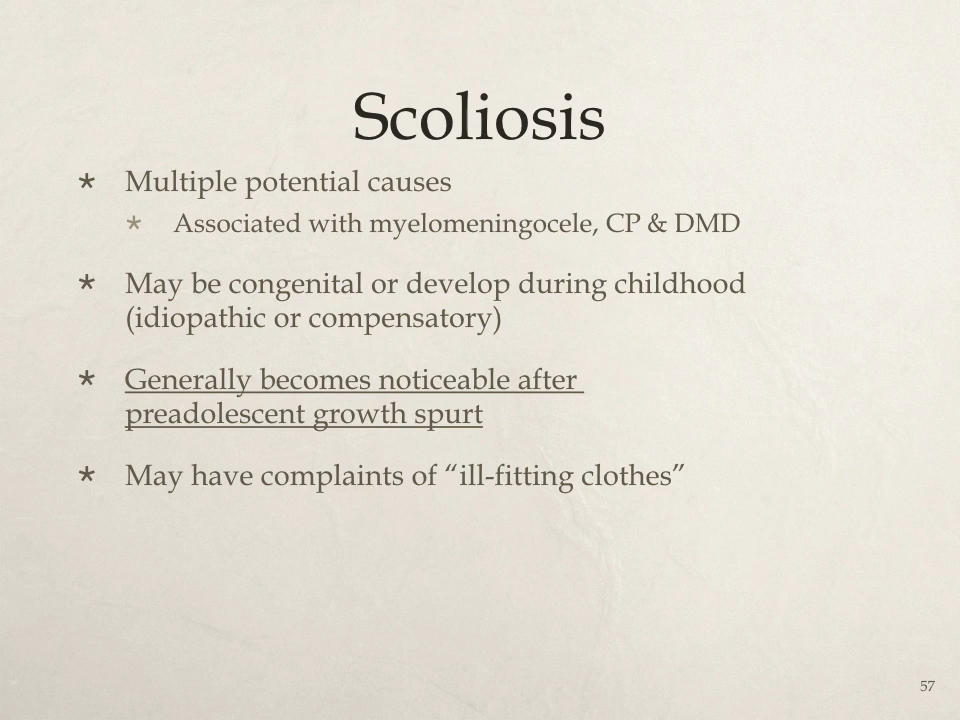 Scoliosis
* Multiple potential causes
* Associated with myelomeningocele, CP & DMD
* May be congenital or develop during childhood
(idiopathic or compensatory)
* Generally becomes noticeable after
preadolescent growth spurt
* May have complaints of “ill-fitting clothes”
57